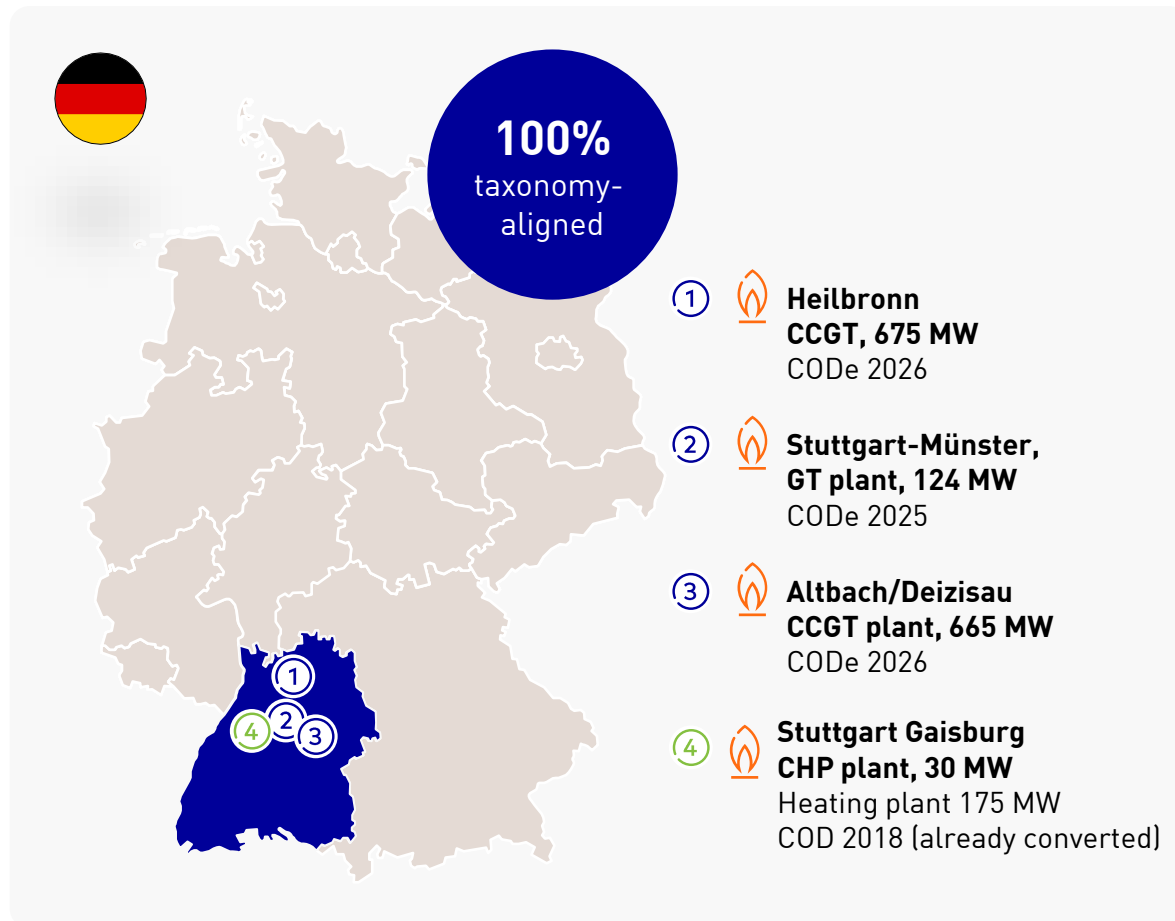 100%
taxonomy-
aligned
1
Heilbronn
CCGT, 675 MW
CODe 2026
2
Stuttgart-Münster,
GT plant, 124 MW
CODe 2025
3
Altbach/Deizisau
CCGT plant, 665 MW
CODe 2026
4
Stuttgart Gaisburg
CHP plant, 30 MW
Heating plant 175 MW
COD 2018 (already converted)
1
2
3
4